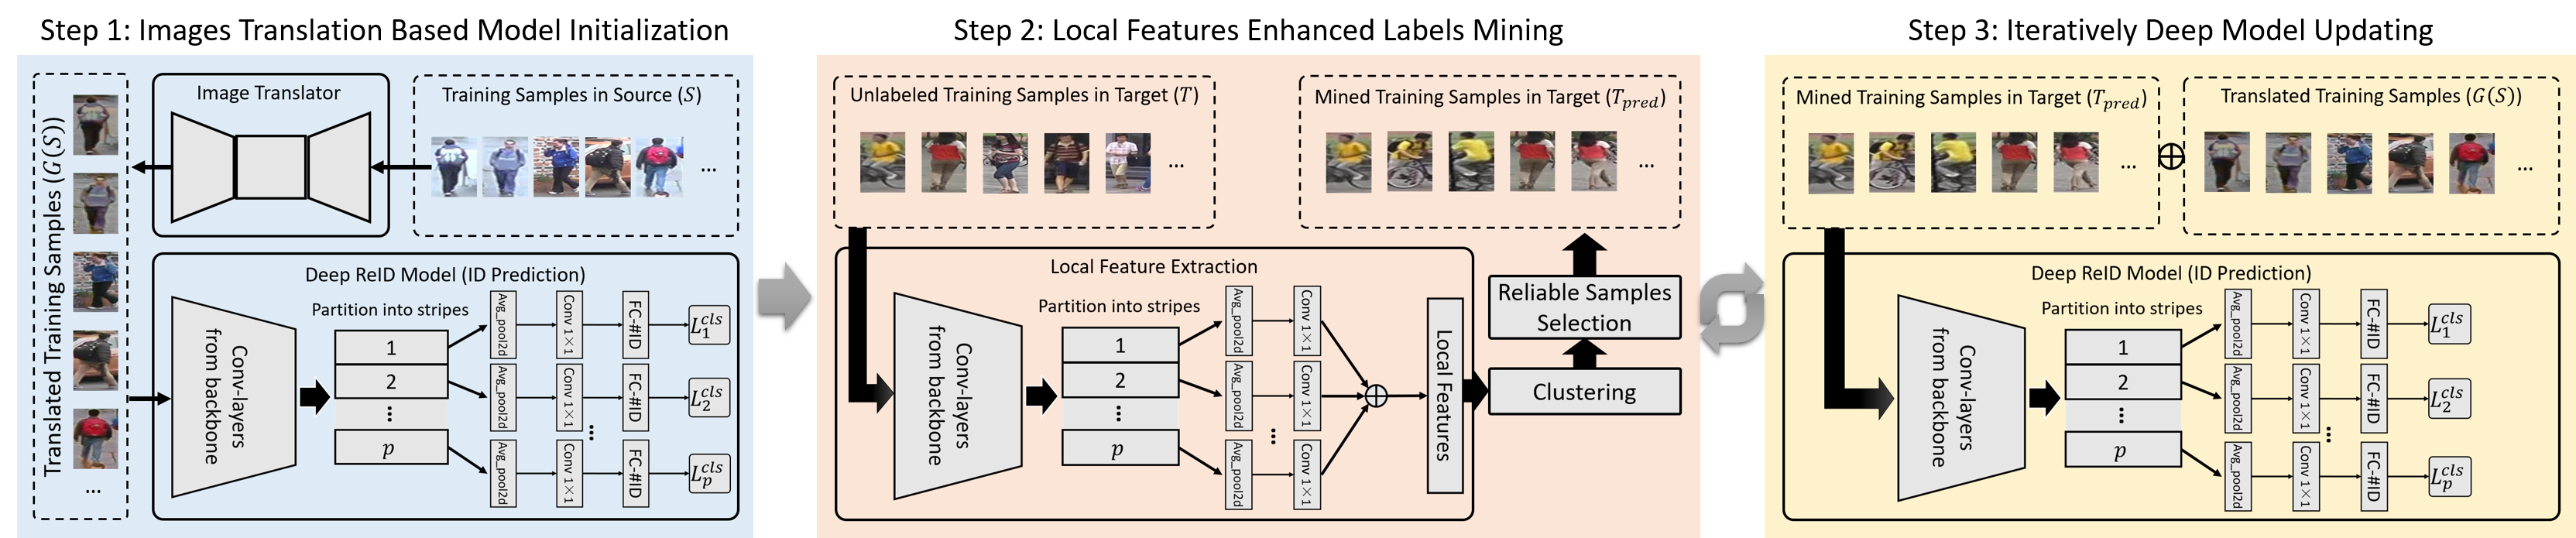 Step 1: Images Translation Based Model Initialization
Translated Training Samples (G(S))
...
Image Translator
Training Samples in Source (S)
...
Deep ReID Model (ID Prediction)
Conv-layers
from backbone
Partition into stripes
1
2
...
p
Avg_pool2d
Conv 1×1
FC-#ID
L_1^{cls}
Avg_pool2d
Conv 1×1
FC-#ID
L_2^{cls}
...
Avg_pool2d
Conv 1×1
FC-#ID
L_p^{cls}
Step 2: Local Features Enhanced Labels Mining
Unlabeled Training Samples in Target (T)
...
Mined Training Samples in Target (T_{pred})
...
Local Feature Extraction
Conv-layers
from backbone
Partition into stripes
1
2
...
p
Avg_pool2d
Conv 1×1
Avg_pool2d
Conv 1×1
...
Avg_pool2d
Conv 1×1
Local Features
Reliable Samples
Selection
Clustering
Step 3: Iteratively Deep Model Updating
Mined Training Samples in Target (T_{pred})
...
Translated Training Samples (G(S))
...
Deep ReID Model (ID Prediction)
Conv-layers
from backbone
Partition into stripes
1
2
...
p
Avg_pool2d
Conv 1×1
FC-#ID
L_1^{cls}
Avg_pool2d
Conv 1×1
FC-#ID
L_2^{cls}
...
Avg_pool2d
Conv 1×1
FC-#ID
L_p^{cls}